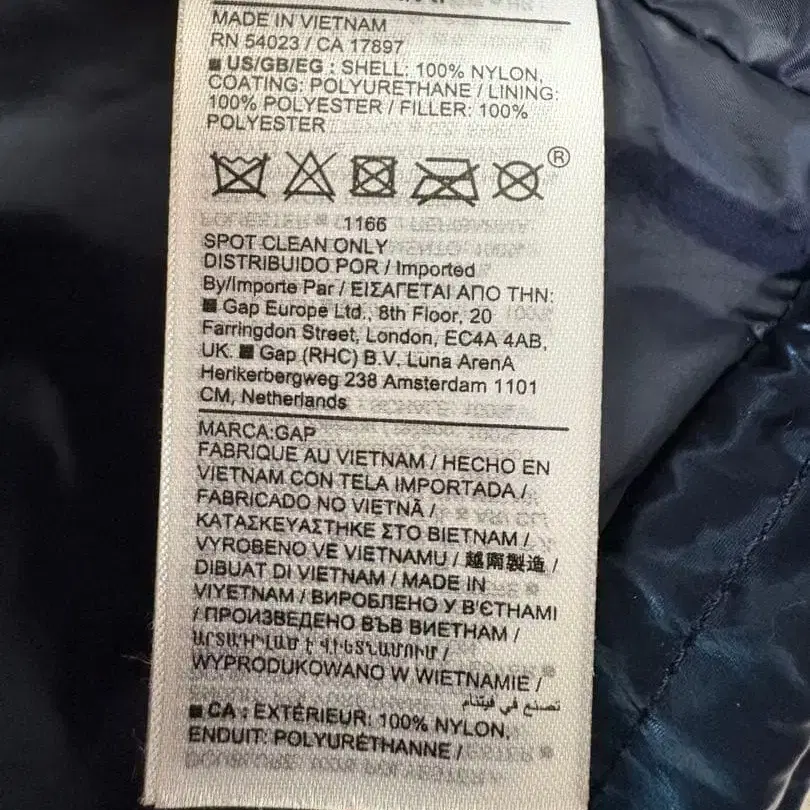 MADE IN VIETNAM
RN 54023 / CA 17897
■ US/GB/EG : SHELL: 100% NYLON,
COATING: POLYURETHANE / LINING:
100% POLYESTER / FILLER: 100%
POLYESTER
®
1166
SPOT CLEAN ONLY
DISTRIBUIDO POR / Imported
By/Importe Par / ΕΙΣΑΓΕΤΑΙ ΑΠΟ ΤΗΝ:
■ Gap Europe Ltd., 8th Floor, 20
Farringdon Street, London, EC4A 4AB,
UK. ■ Gap (RHC) B.V. Luna ArenA
Herikerbergweg 238 Amsterdam 1101
CM, Netherlands
MARCA:GAP
FABRIQUE AU VIETNAM / HECHO EN
VIETNAM CON TELA IMPORTADA /
FABRICADO NO VIETNÃ /
ΚΑΤΑΣΚΕΥΑΣΤΗΚΕ ΣΤΟ ΒΙΕΤΝΑΜ /
VYROBENO VE VIETNAMU / 越南製造 /
DIBUAT DI VIETNAM / MADE IN
VIYETNAM / ВИРОБЛЕНО У В'ЄТНАМІ
/ ПРОИЗВЕДЕНО ВЪВ ВИЕТНАМ /
ԱՐՏԱԴՐՎԱԾ Է ՎԻԵՏՆԱՄՈՒՄ /
WYPRODUKOWANO W WIETNAMIE /
تصنع في فيتنام
■ CA : EXTÉRIEUR: 100% NYLON,
ENDUIT: POLYURÉTHANNE /